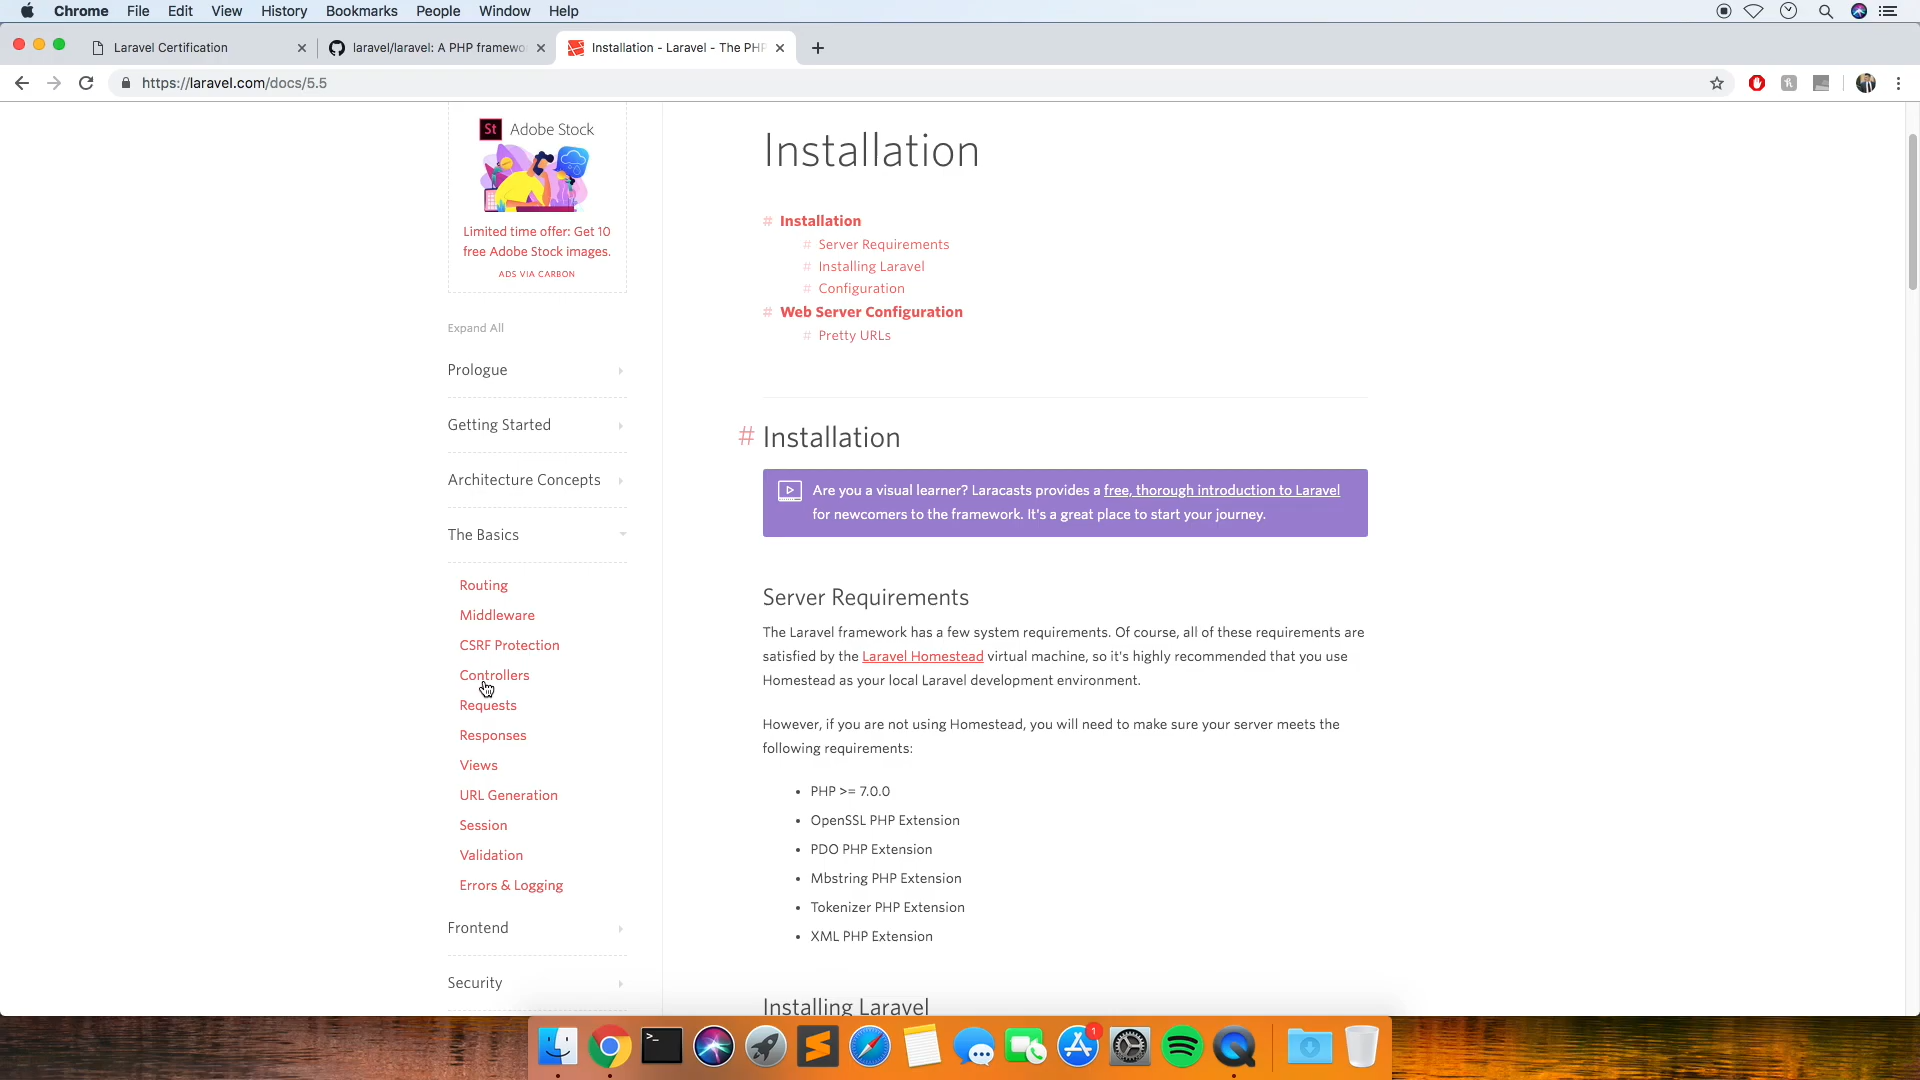 Chrome File Edit View History Bookmarks People Window Help
Laravel Certification
laravel/laravel: A PHP framewo
Installation - Laravel - The PHP
https://laravel.com/docs/5.5
St Adobe Stock
Limited time offer: Get 10
free Adobe Stock images.
ADS VIA CARBON
Expand All
Prologue
Getting Started
Architecture Concepts
The Basics
Routing
Middleware
CSRF Protection
Controllers
Requests
Responses
Views
URL Generation
Session
Validation
Errors & Logging
Frontend
Security
Installation
# Installation
# Server Requirements
# Installing Laravel
# Configuration
# Web Server Configuration
# Pretty URLs
# Installation
Are you a visual learner? Laracasts provides a free, thorough introduction to Laravel
for newcomers to the framework. It's a great place to start your journey.
Server Requirements
The Laravel framework has a few system requirements. Of course, all of these requirements are
satisfied by the Laravel Homestead virtual machine, so it's highly recommended that you use
Homestead as your local Laravel development environment.
However, if you are not using Homestead, you will need to make sure your server meets the
following requirements:
• PHP >= 7.0.0
• OpenSSL PHP Extension
• PDO PHP Extension
• Mbstring PHP Extension
• Tokenizer PHP Extension
• XML PHP Extension
Installing Laravel
1